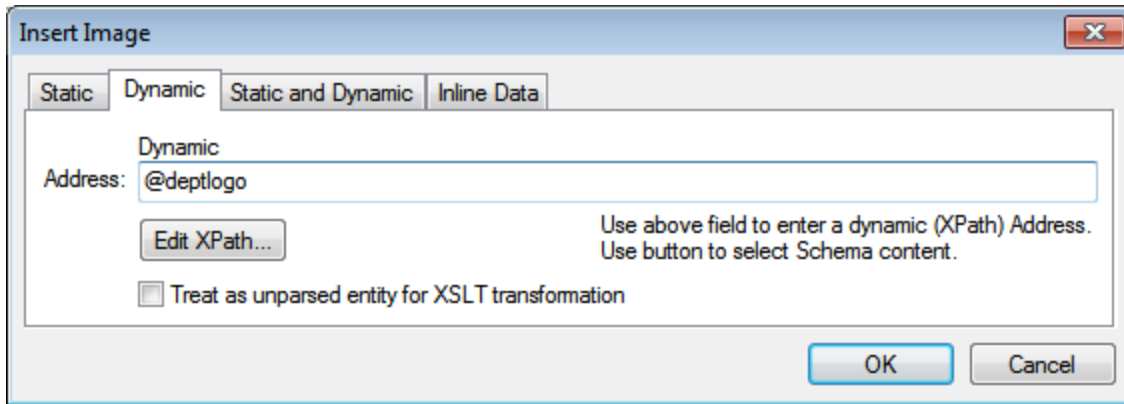 Insert Image
Static Dynamic Static and Dynamic Inline Data
Dynamic
Address: @deptlogo
Edit XPath...
Use above field to enter a dynamic (XPath) Address.
Use button to select Schema content.
Treat as unparsed entity for XSLT transformation
OK Cancel